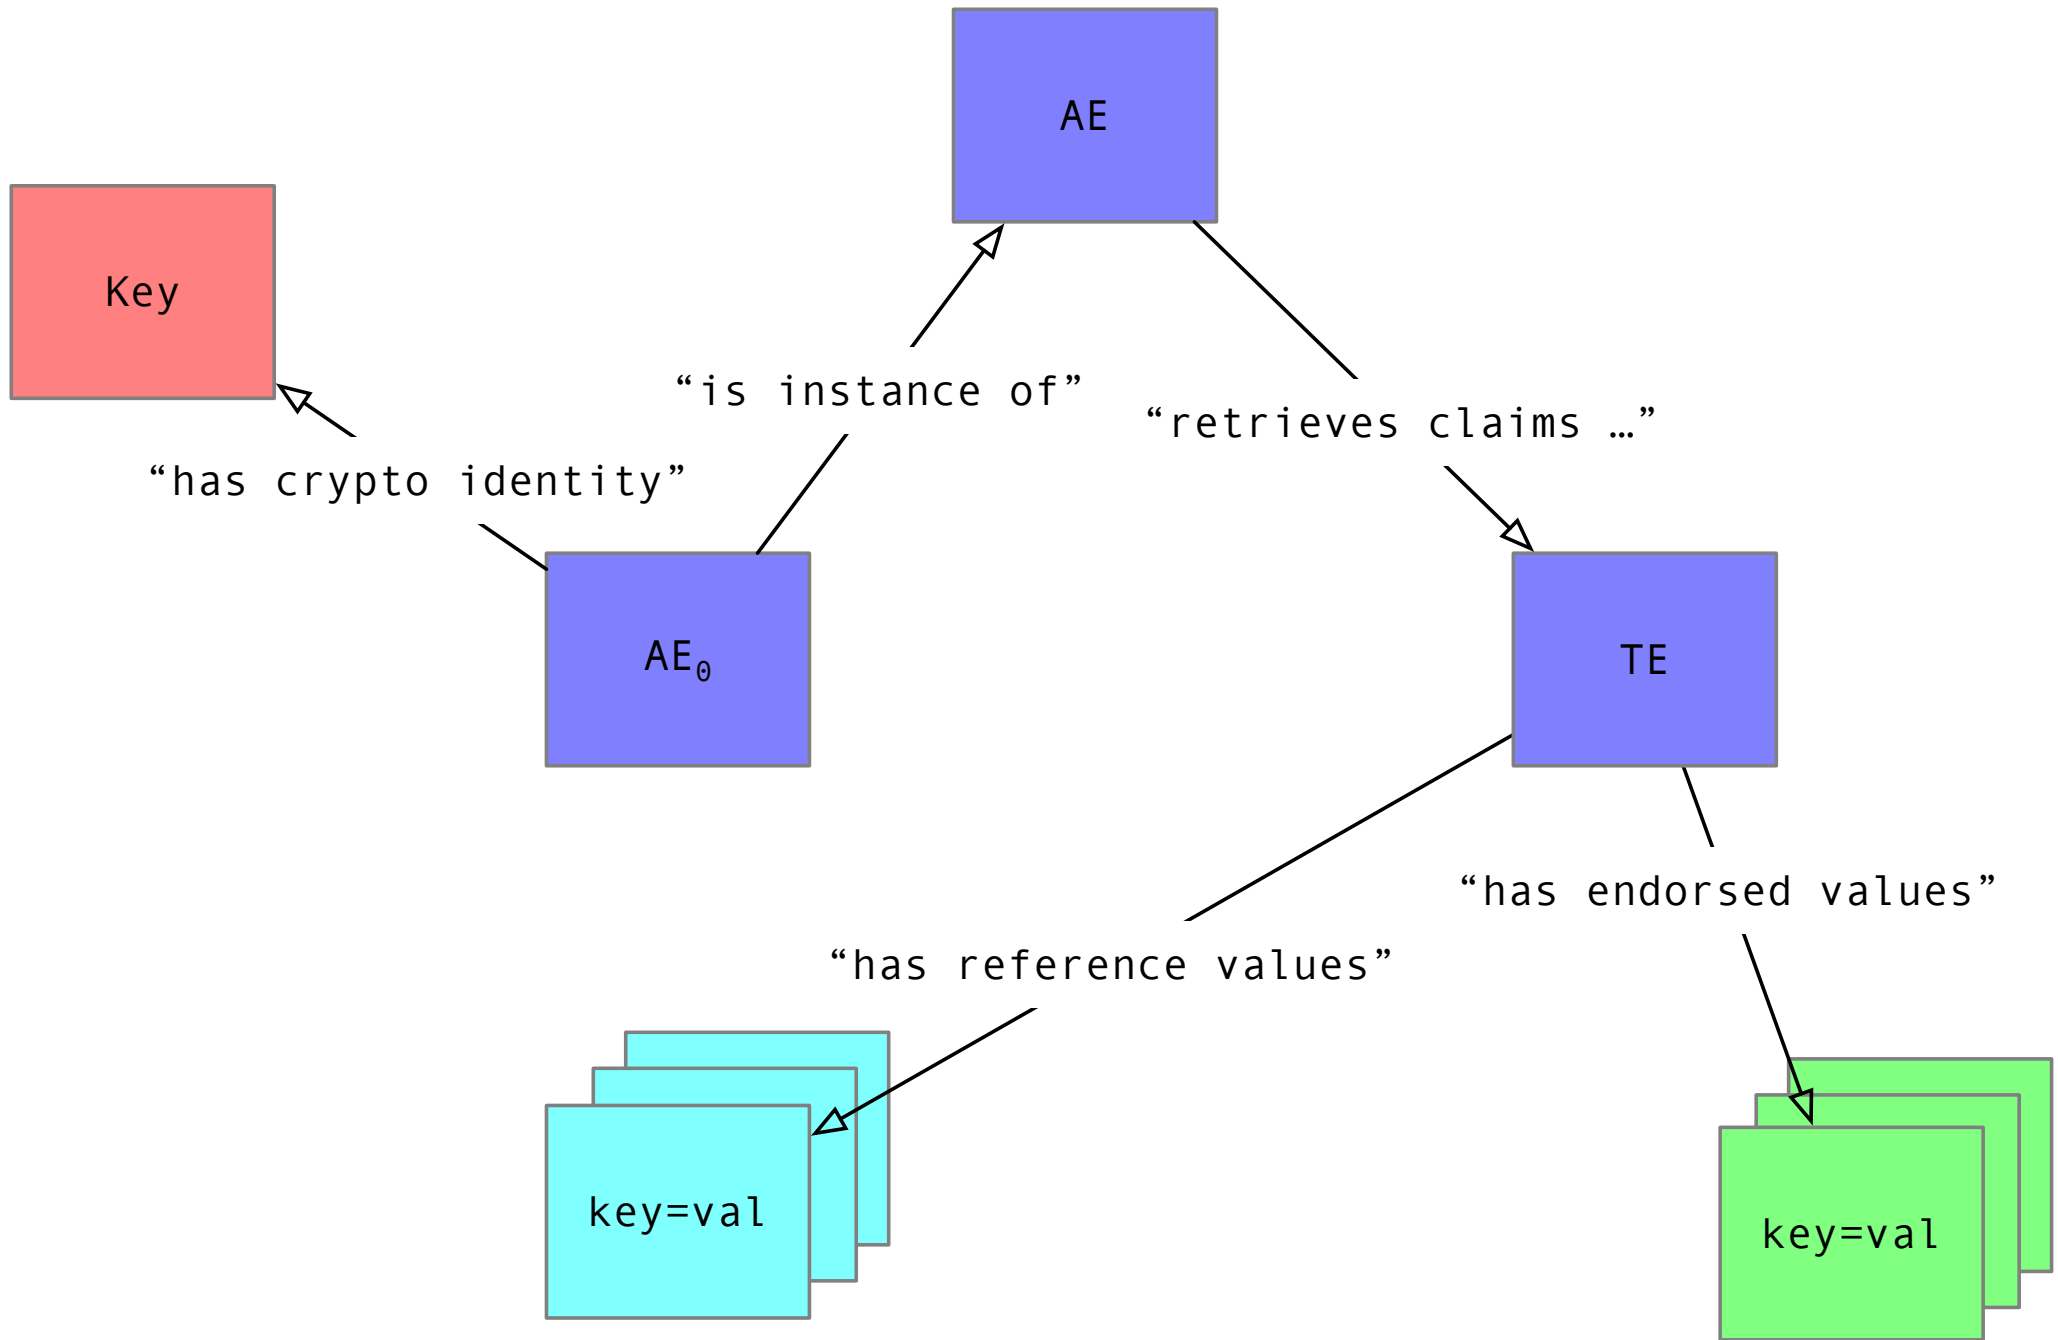 AE
Key
“is instance of”
“retrieves claims …”
“has crypto identity”
AE₀
TE
“has endorsed values”
“has reference values”
key=val
key=val